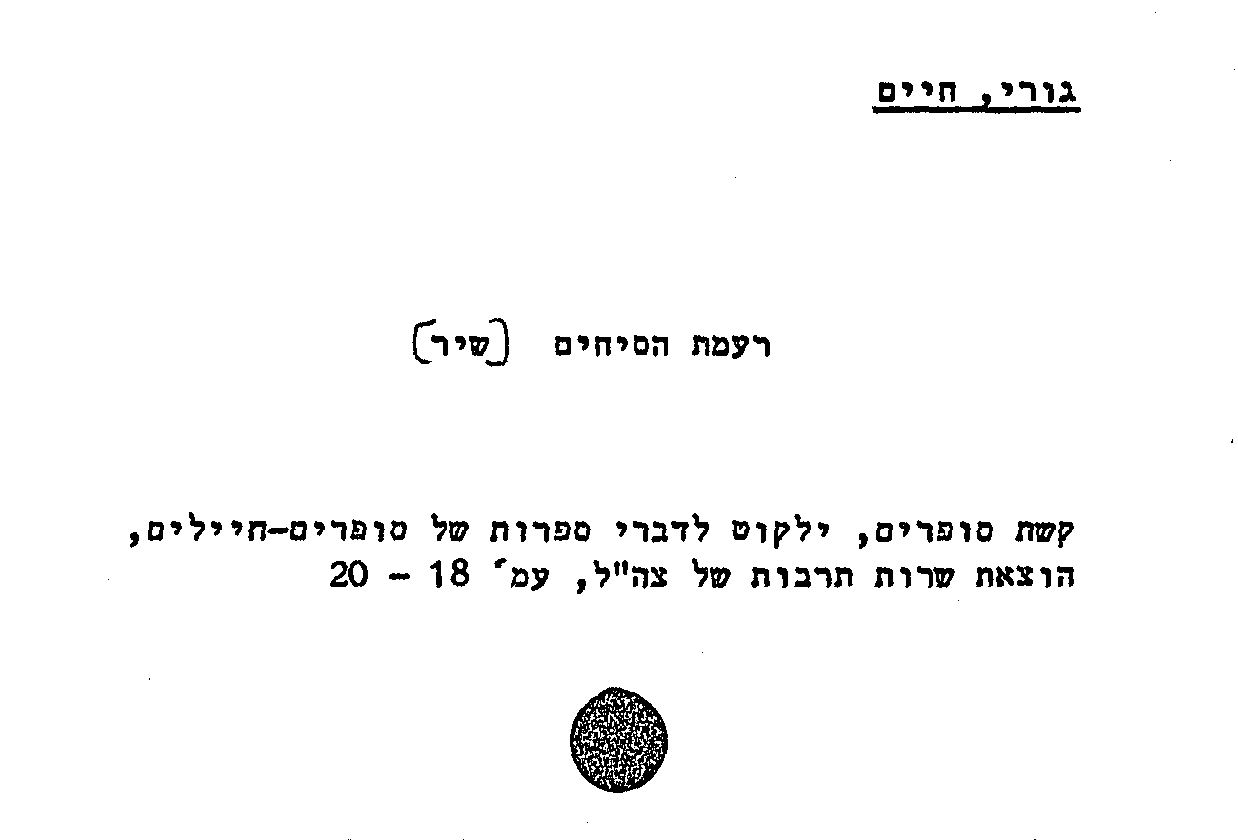 גורי, חיים
רעמת הסיחים [שיר]
קשת סופרים, ילקוט לדברי ספרות של סופרים-חיילים,
הוצאת שרות תרבות של צה"ל, עמ' 18 - 20